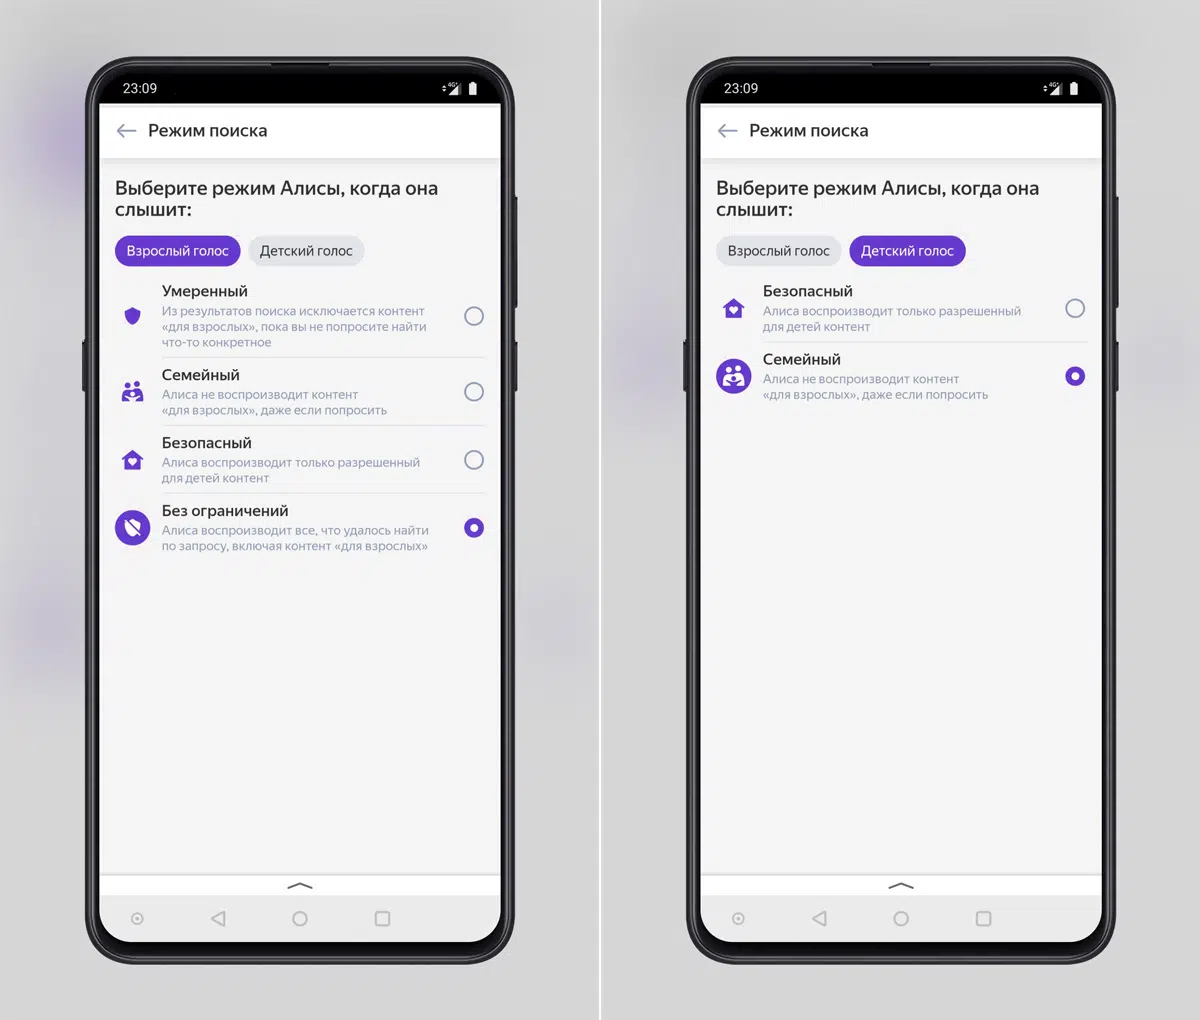 23:09
4G+
Режим поиска
Выберите режим Алисы, когда она
слышит:
Взрослый голос
Детский голос
Умеренный
Из результатов поиска исключается контент
«для взрослых», пока вы не попросите найти
что-то конкретное
Семейный
Алиса не воспроизводит контент
«для взрослых», даже если попросить
Безопасный
Алиса воспроизводит только разрешенный
для детей контент
Без ограничений
Алиса воспроизводит все, что удалось найти
по запросу, включая контент «для взрослых»
23:09
4G+
Режим поиска
Выберите режим Алисы, когда она
слышит:
Взрослый голос
Детский голос
Безопасный
Алиса воспроизводит только разрешенный
для детей контент
Семейный
Алиса не воспроизводит контент
«для взрослых», даже если попросить